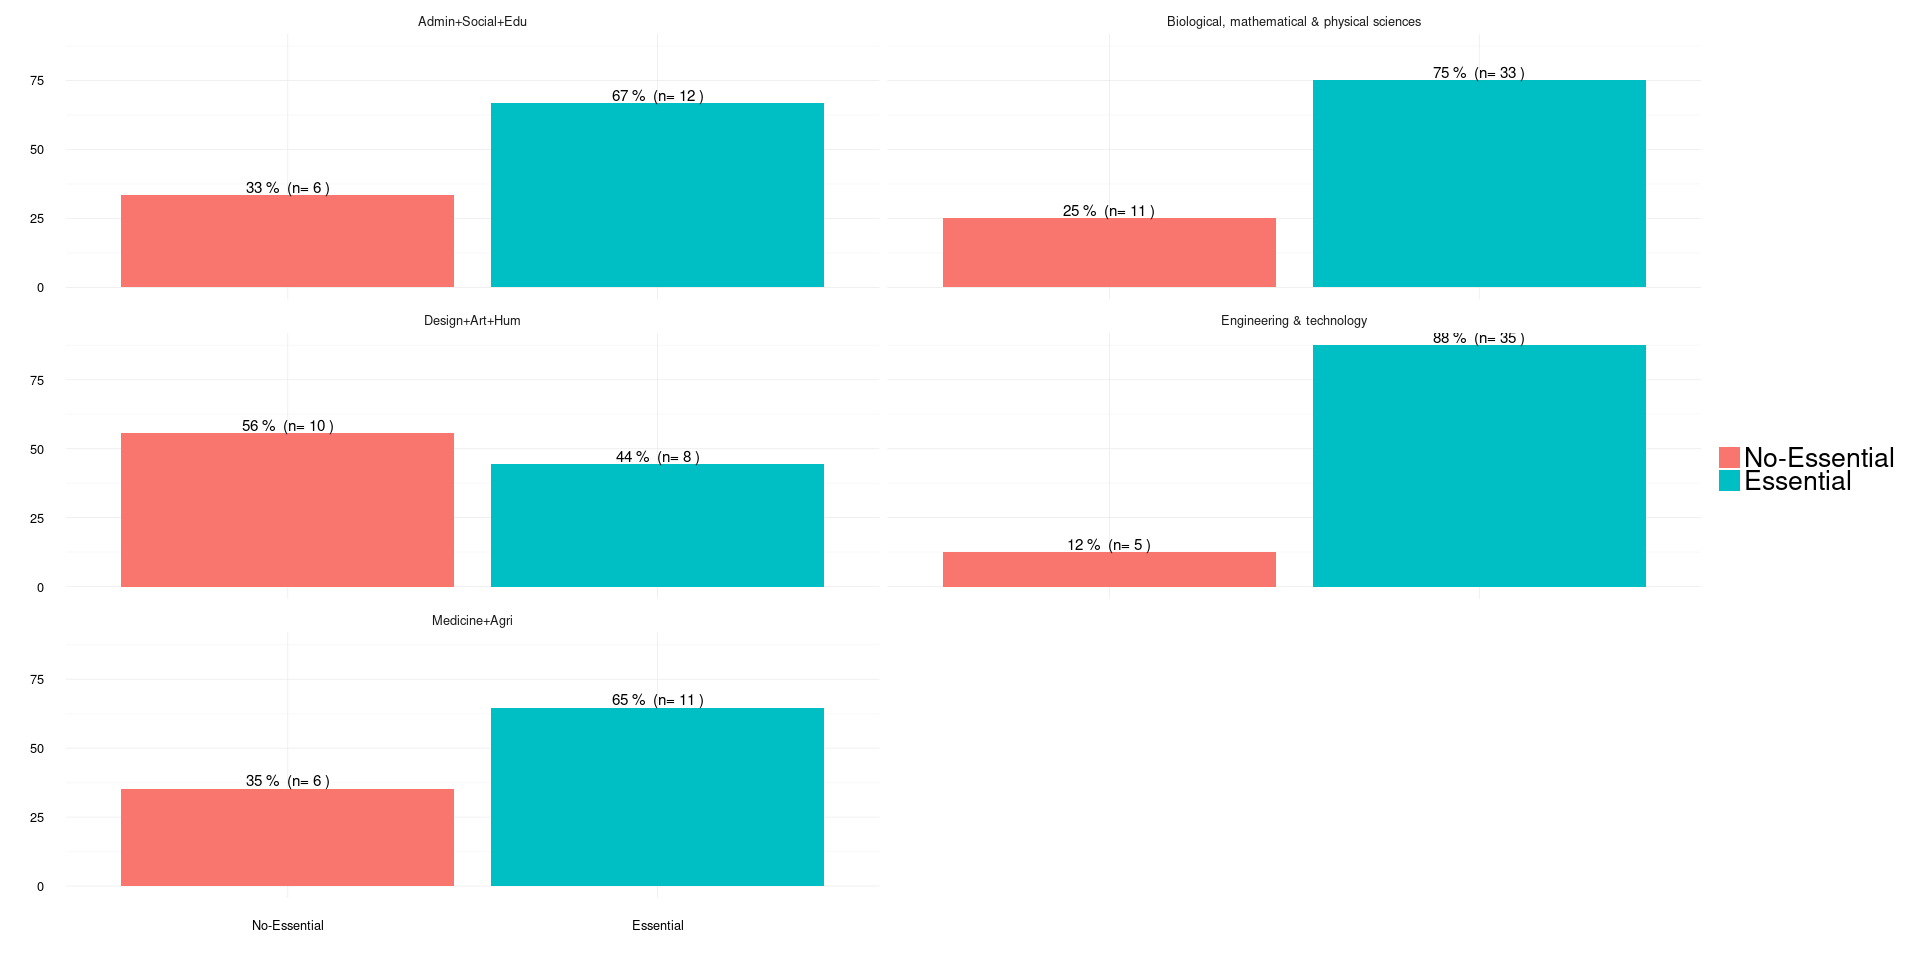 Admin+Social+Edu
75
50
25
0
33 % (n= 6 )
67 % (n= 12 )
Biological, mathematical & physical sciences
25 % (n= 11 )
75 % (n= 33 )
Design+Art+Hum
75
50
25
0
56 % (n= 10 )
44 % (n= 8 )
Engineering & technology
12 % (n= 5 )
88 % (n= 35 )
Medicine+Agri
75
50
25
0
35 % (n= 6 )
65 % (n= 11 )
No-Essential
Essential
No-Essential
Essential